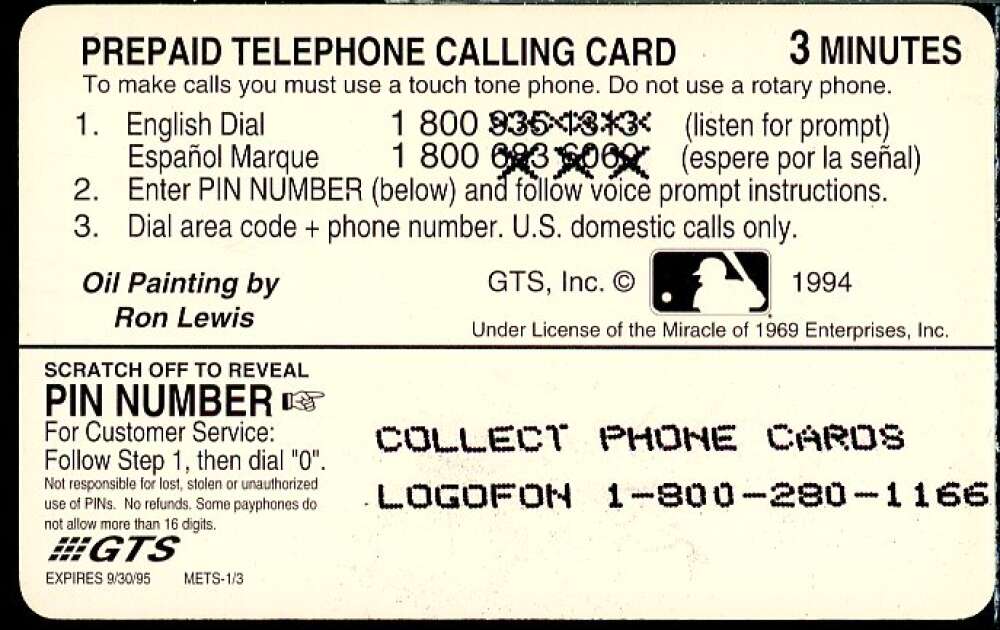 PREPAID TELEPHONE CALLING CARD 3 MINUTES
To make calls you must use a touch tone phone. Do not use a rotary phone.
1. English Dial 1 800 (listen for prompt)
Español Marque 1 800 (espere por la señal)
2. Enter PIN NUMBER (below) and follow voice prompt instructions.
3. Dial area code + phone number. U.S. domestic calls only.
Oil Painting by
Ron Lewis
GTS, Inc. © 1994
Under License of the Miracle of 1969 Enterprises, Inc.
SCRATCH OFF TO REVEAL
PIN NUMBER
For Customer Service:
Follow Step 1, then dial "0".
Not responsible for lost, stolen or unauthorized
use of PINs. No refunds. Some payphones do
not allow more than 16 digits.
GTS
EXPIRES 9/30/95 METS-1/3
COLLECT PHONE CARDS
LOGOFON 1-800-280-1166